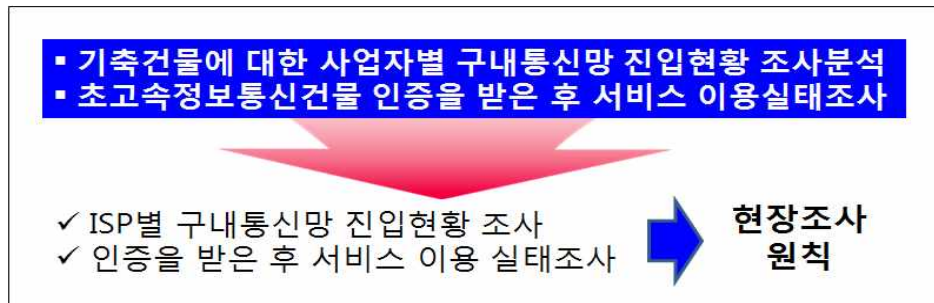 ▪ 기축건물에 대한 사업자별 구내통신망 진입현황 조사분석
▪ 초고속정보통신건물 인증을 받은 후 서비스 이용실태조사
✓ ISP별 구내통신망 진입현황 조사
✓ 인증을 받은 후 서비스 이용 실태조사
현장조사
원칙